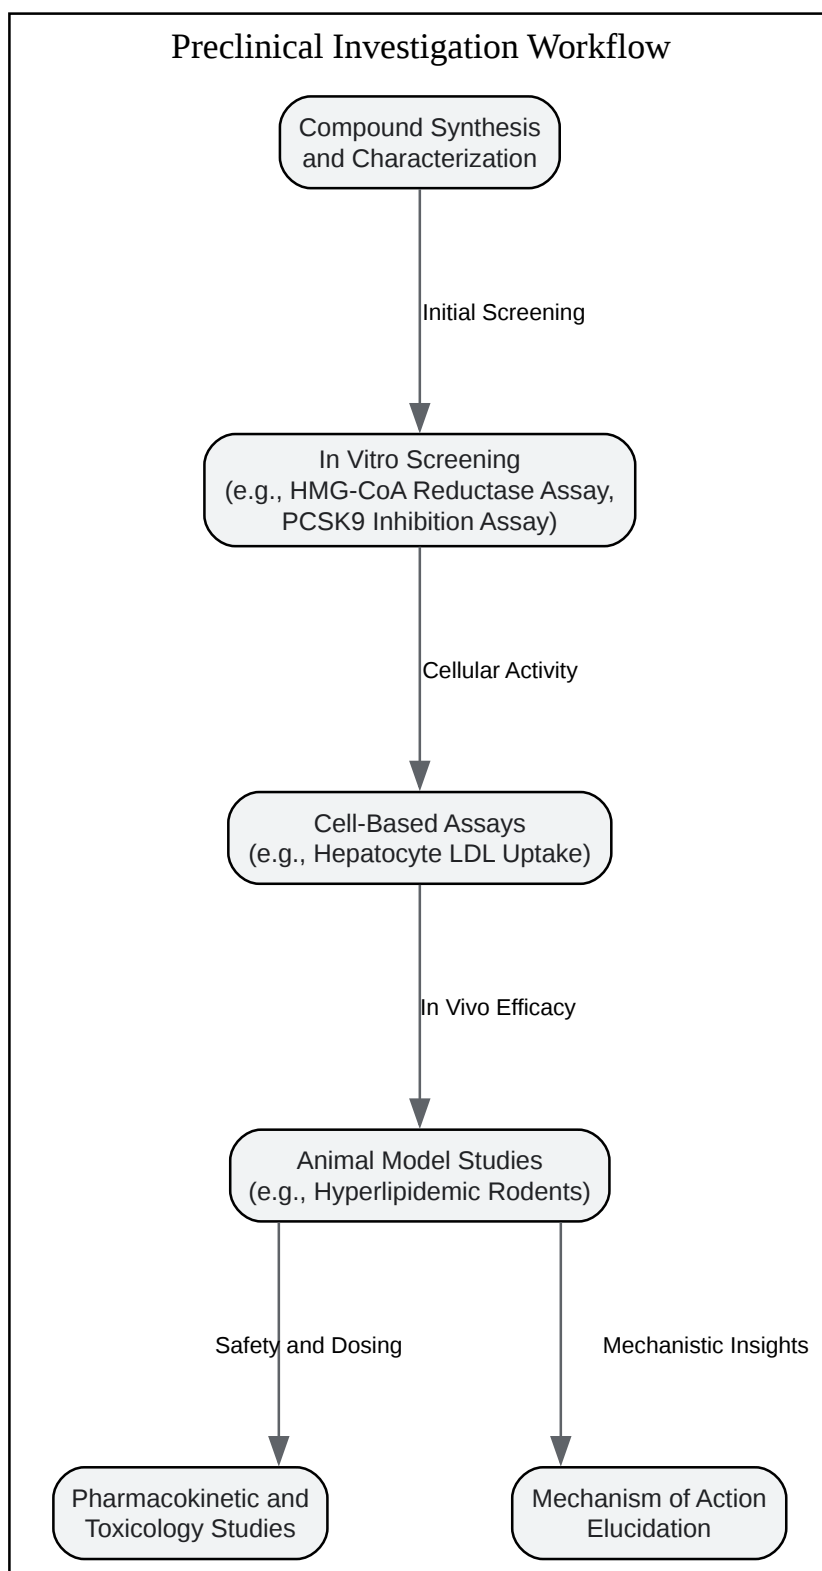 Preclinical Investigation Workflow
Compound Synthesis
and Characterization
Initial Screening
In Vitro Screening
(e.g., HMG-CoA Reductase Assay,
PCSK9 Inhibition Assay)
Cellular Activity
Cell-Based Assays
(e.g., Hepatocyte LDL Uptake)
In Vivo Efficacy
Animal Model Studies
(e.g., Hyperlipidemic Rodents)
Safety and Dosing
Mechanistic Insights
Pharmacokinetic and
Toxicology Studies
Mechanism of Action
Elucidation